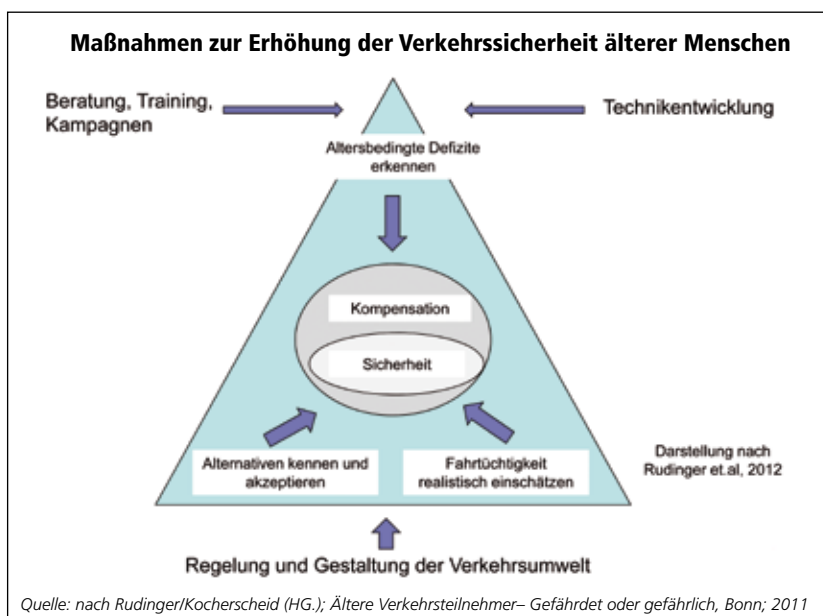 Maßnahmen zur Erhöhung der Verkehrssicherheit älterer Menschen
Beratung, Training,
Kampagnen
Technikentwicklung
Altersbedingte Defizite
erkennen
Kompensation
Sicherheit
Alternativen kennen und
akzeptieren
Fahrtüchtigkeit
realistisch einschätzen
Darstellung nach
Rudinger et.al, 2012
Regelung und Gestaltung der Verkehrsumwelt
Quelle: nach Rudinger/Kocherscheid (HG.); Ältere Verkehrsteilnehmer– Gefährdet oder gefährlich, Bonn; 2011